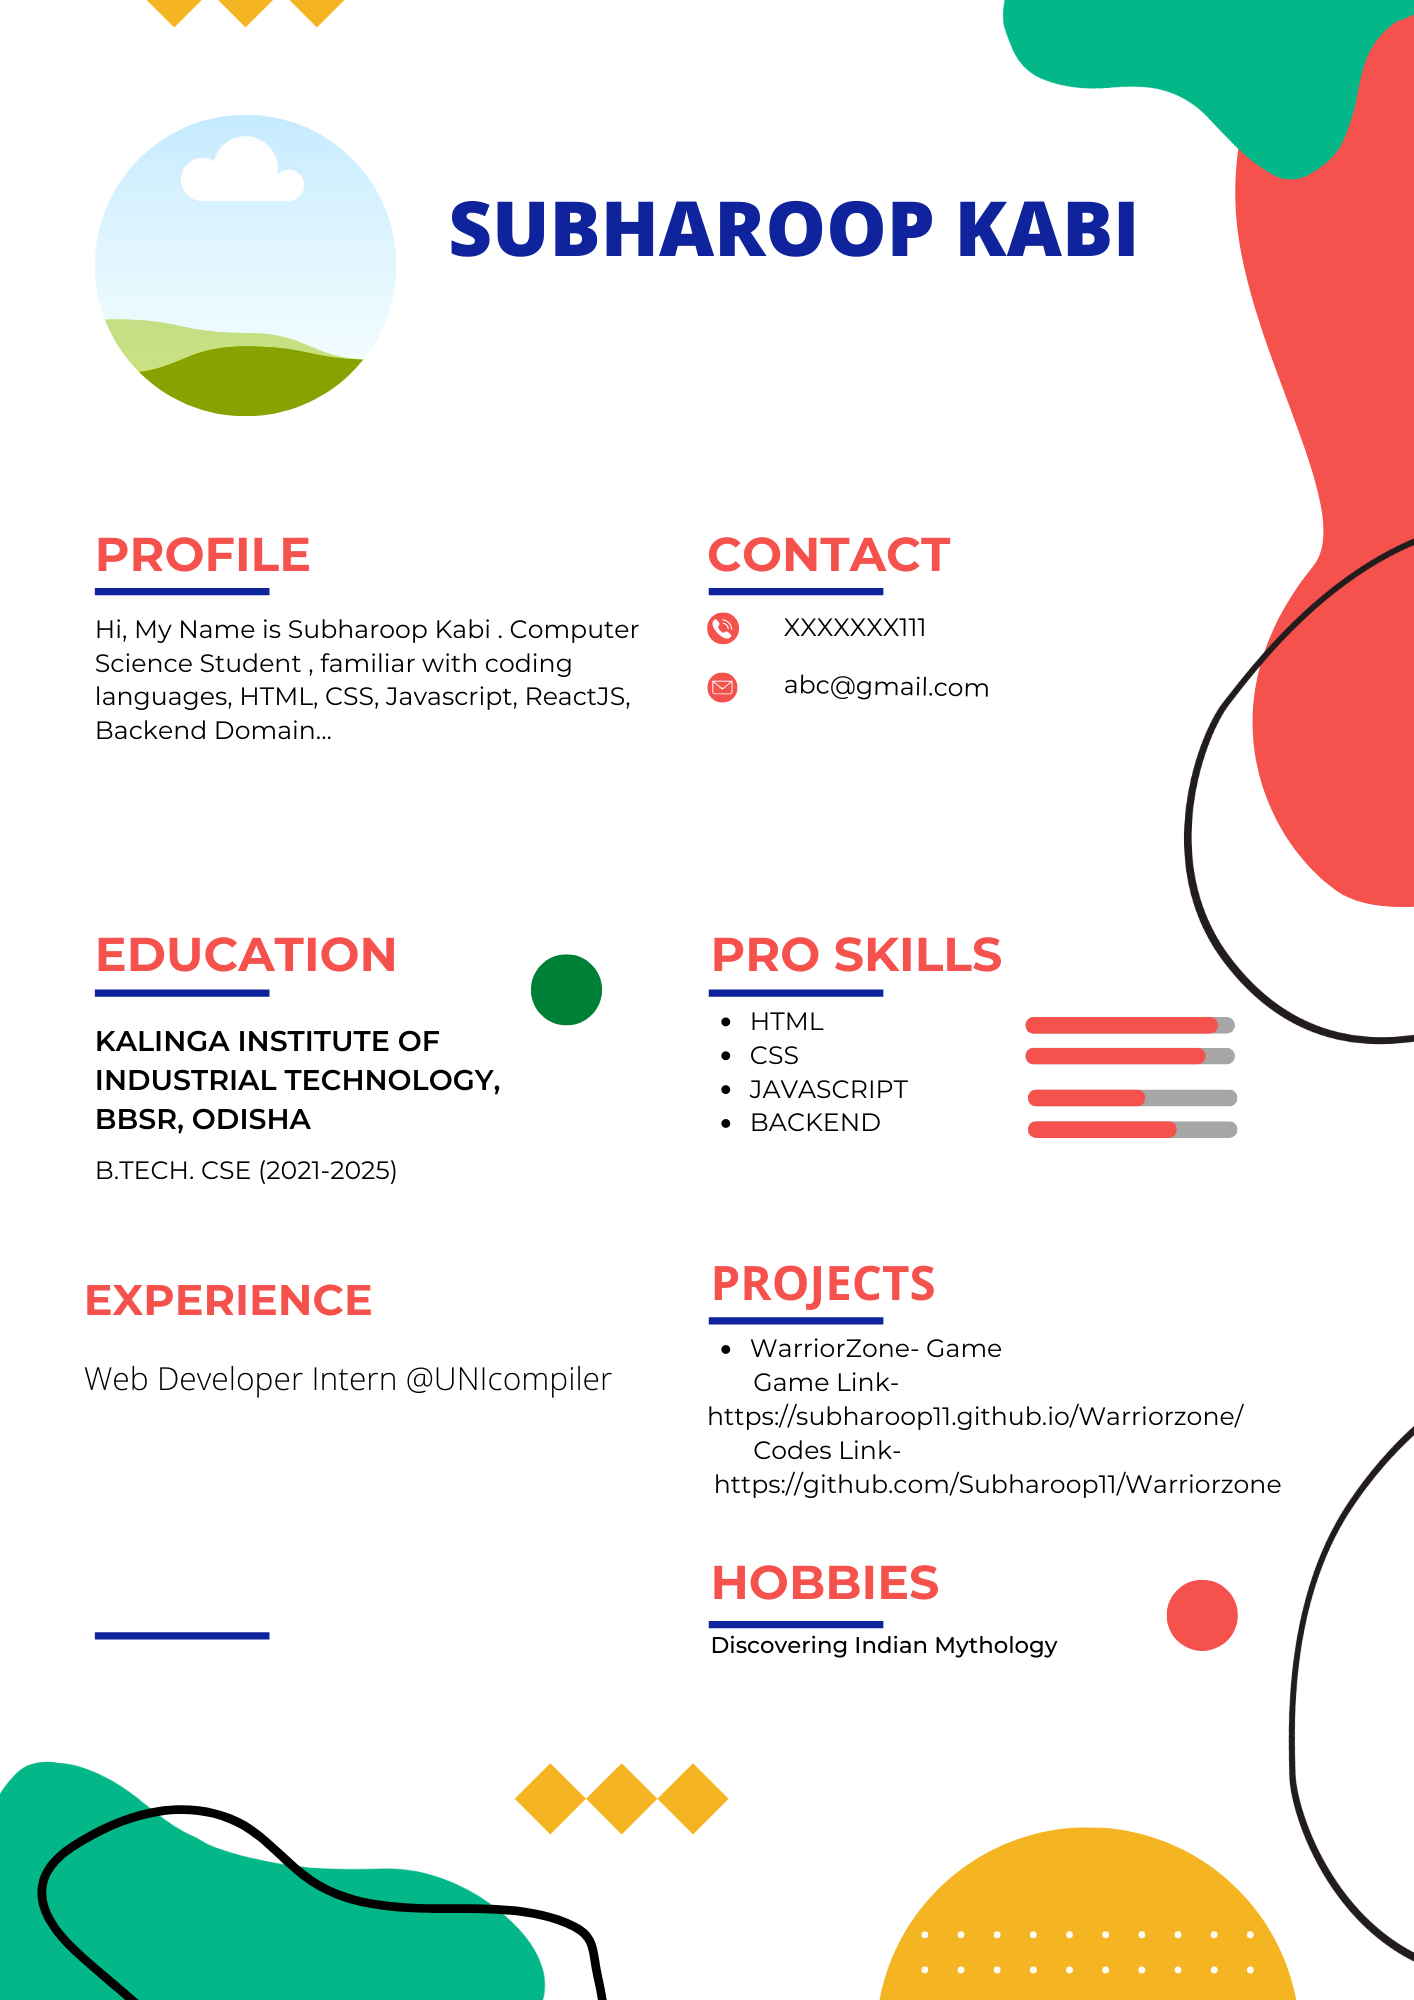 SUBHAROOP KABI
PROFILE
Hi, My Name is Subharoop Kabi . Computer
Science Student , familiar with coding
languages, HTML, CSS, Javascript, ReactJS,
Backend Domain...
CONTACT
XXXXXXX111
abc@gmail.com
EDUCATION
KALINGA INSTITUTE OF
INDUSTRIAL TECHNOLOGY,
BBSR, ODISHA
B.TECH. CSE (2021-2025)
PRO SKILLS
• HTML
• CSS
• JAVASCRIPT
• BACKEND
EXPERIENCE
Web Developer Intern @UNIcompiler
PROJECTS
• WarriorZone- Game
Game Link-
https://subharoop11.github.io/Warriorzone/
Codes Link-
https://github.com/Subharoop11/Warriorzone
HOBBIES
Discovering Indian Mythology